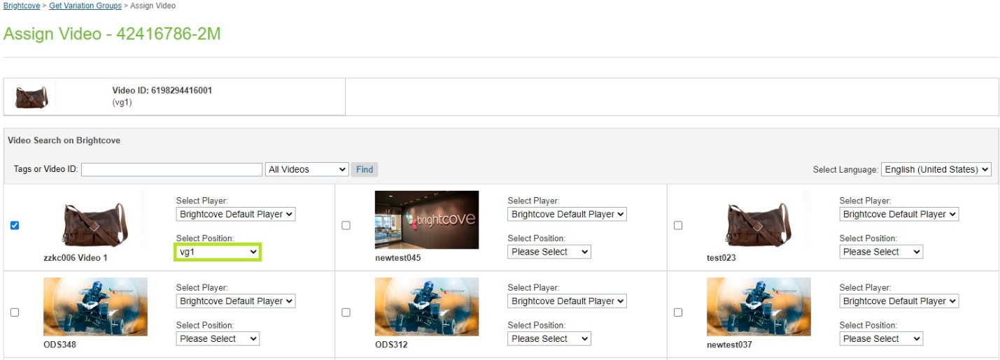 Brightcove > Get Variation Groups > Assign Video
Assign Video - 42416786-2M
Video ID: 6198294416001
(vg1)
Video Search on Brightcove
Tags or Video ID:
All Videos
Find
Select Language:
English (United States)
Select Player:
Brightcove Default Player
Select Position:
vg1
zzkc006 Video 1
brightcove
Select Player:
Brightcove Default Player
Select Position:
Please Select
newtest045
Select Player:
Brightcove Default Player
Select Position:
Please Select
test023
brightcove
Select Player:
Brightcove Default Player
Select Position:
Please Select
ODS348
brightcove
Select Player:
Brightcove Default Player
Select Position:
Please Select
ODS312
brightcove
Select Player:
Brightcove Default Player
Select Position:
Please Select
newtest037